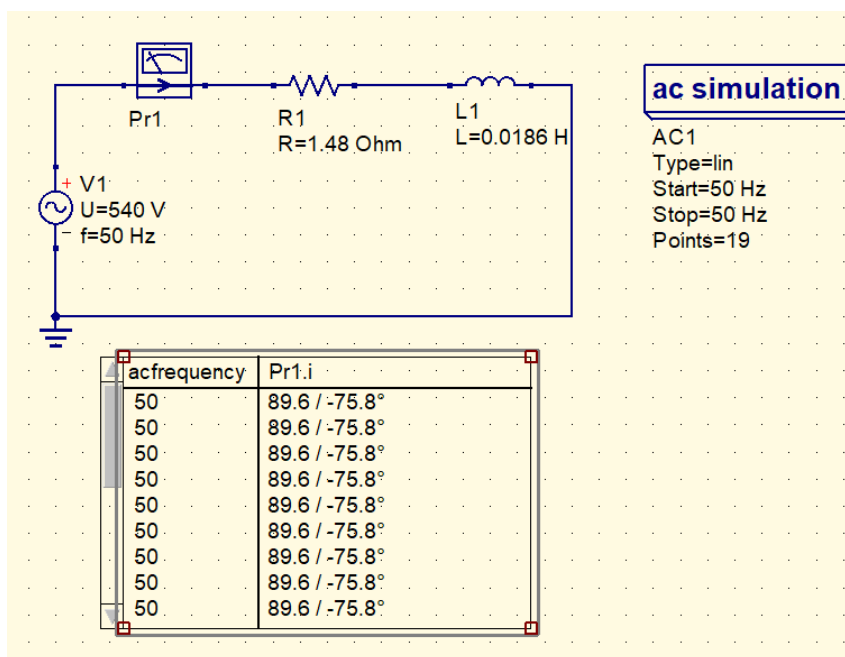 Pr1
R1
R=1.48 Ohm
L1
L=0.0186 H
+ V1
U=540 V
- f=50 Hz
ac simulation
AC1
Type=lin
Start=50 Hz
Stop=50 Hz
Points=19
acfrequency Pr1.i
50 89.6 / -75.8°
50 89.6 / -75.8°
50 89.6 / -75.8°
50 89.6 / -75.8°
50 89.6 / -75.8°
50 89.6 / -75.8°
50 89.6 / -75.8°
50 89.6 / -75.8°
50 89.6 / -75.8°